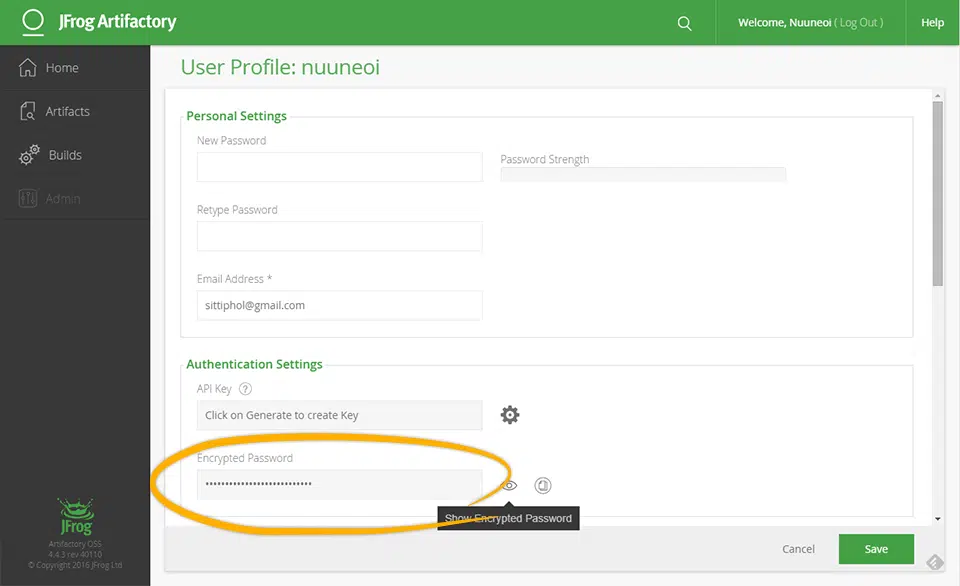 JFrog Artifactory
Welcome, Nuuneoi ( Log Out )
Help
Home
Artifacts
Builds
Admin
User Profile: nuuneoi
Personal Settings
New Password
Password Strength
Retype Password
Email Address *
sittiphol@gmail.com
Authentication Settings
API Key ?
Click on Generate to create Key
Encrypted Password
•••••••••••••••••••••••••••
Show Encrypted Password
Cancel
Save
JFrog
Artifactory OSS
4.4.3 rev 40110
© Copyright 2016 JFrog Ltd